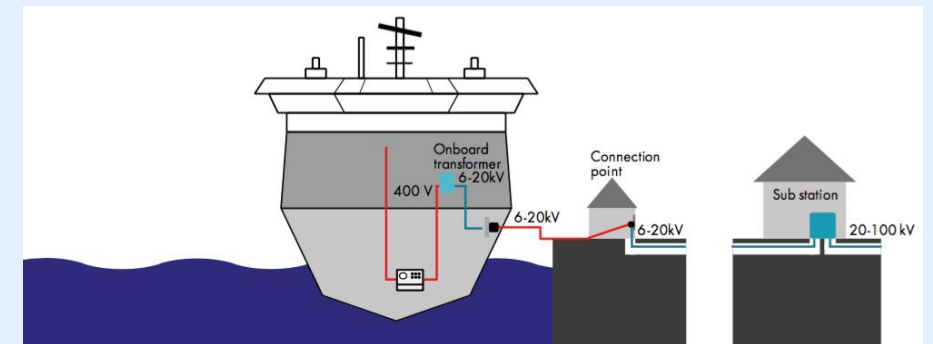 Onboard
transformer
6-20kV
400 V
6-20kV
Connection
point
6-20kV
Sub station
20-100 kV